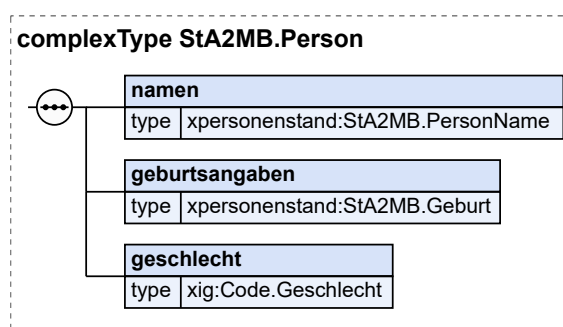 complexType StA2MB.Person
namen
type xpersonenstand:StA2MB.PersonName
geburtsangaben
type xpersonenstand:StA2MB.Geburt
geschlecht
type xig:Code.Geschlecht